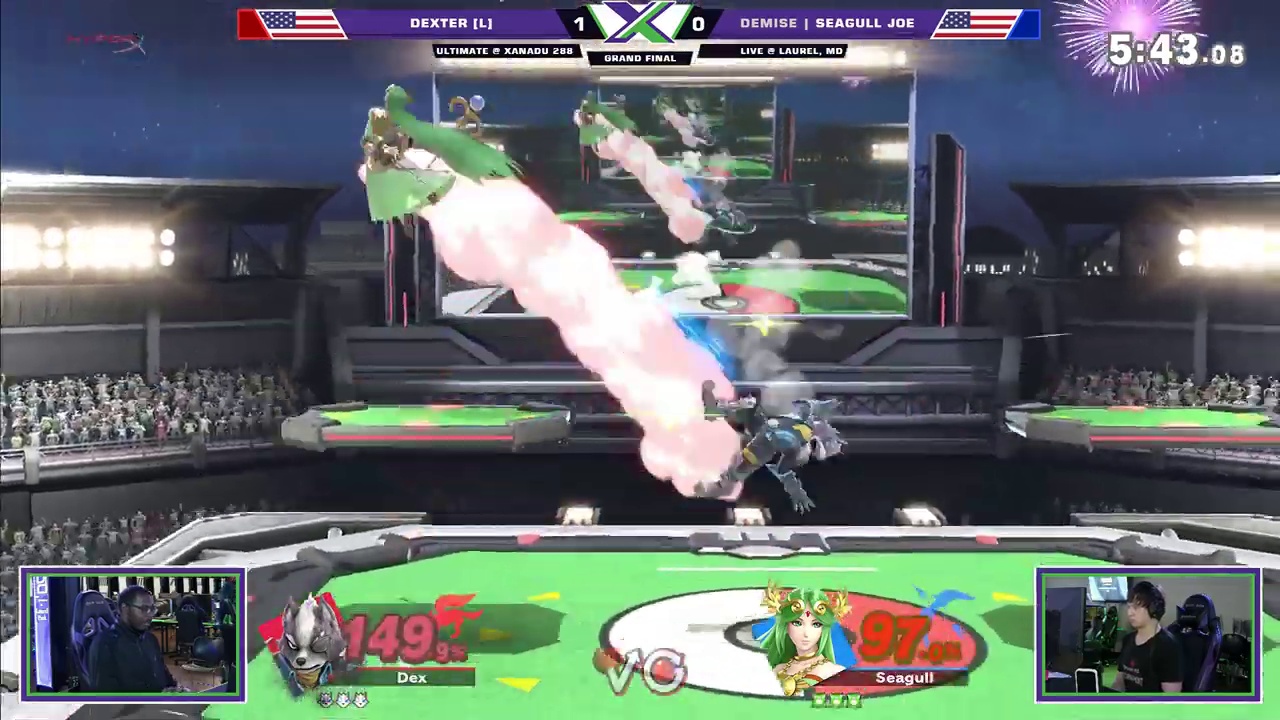 DEXTER [L]
1
0
DEMISE | SEAGULL JOE
ULTIMATE @ XANADU 288
LIVE @ LAUREL, MD
GRAND FINAL
5:43.08
149.9%
97.0%
Dex
Seagull